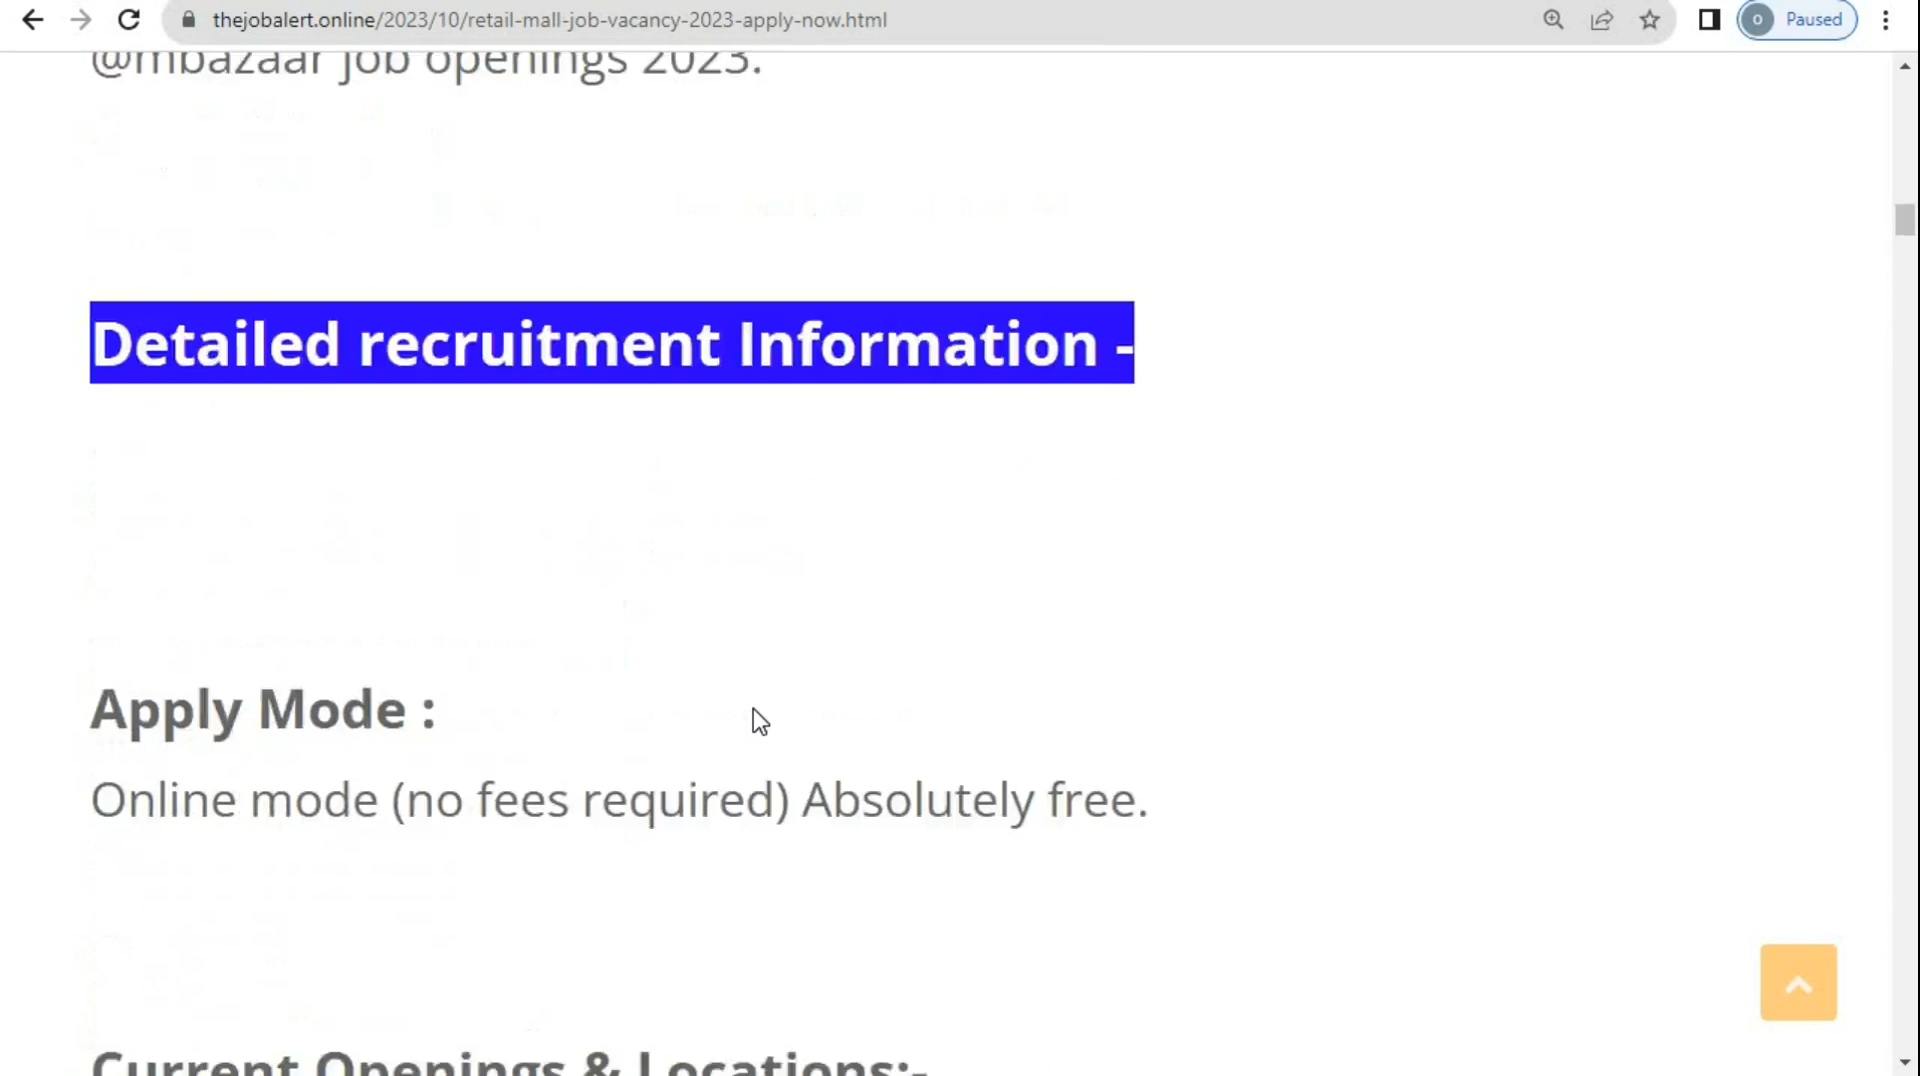 thejobalert.online/2023/10/retail-mall-job-vacancy-2023-apply-now.html
o
Paused
@mbazaar job openings 2023.
Detailed recruitment Information -
Apply Mode :
Online mode (no fees required) Absolutely free.
Current Openings & Locations:-